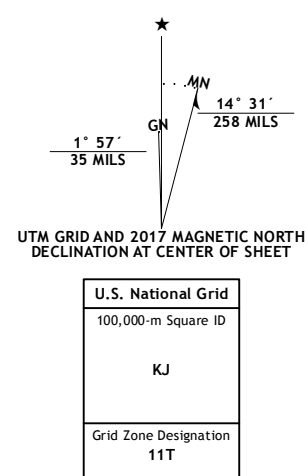 ★
MN
GN
1° 57´
35 MILS
14° 31´
258 MILS
UTM GRID AND 2017 MAGNETIC NORTH
DECLINATION AT CENTER OF SHEET
U.S. National Grid
100,000-m Square ID
KJ
Grid Zone Designation
11T